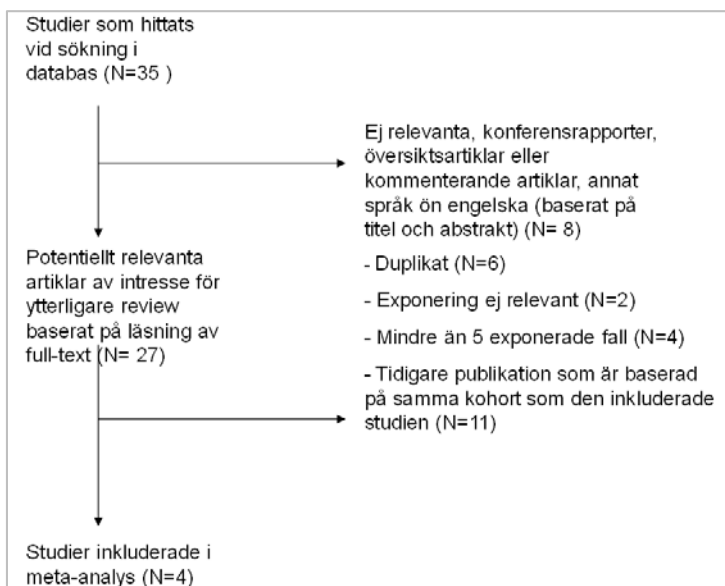 Studier som hittats
vid sökning i
databas (N=35 )
Ej relevanta, konferensrapporter,
översiktsartiklar eller
kommenterande artiklar, annat
språk ön engelska (baserat på
titel och abstrakt) (N= 8)
Potentiellt relevanta
artiklar av intresse för
ytterligare review
baserat på läsning av
full-text (N= 27)
- Duplikat (N=6)
- Exponering ej relevant (N=2)
- Mindre än 5 exponerade fall (N=4)
- Tidigare publikation som är baserad
på samma kohort som den inkluderade
studien (N=11)
Studier inkluderade i
meta-analys (N=4)